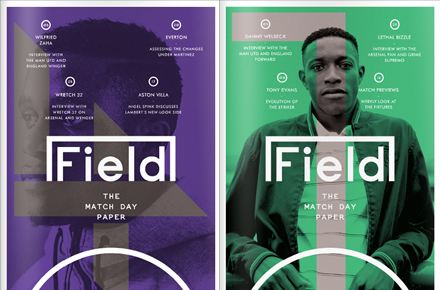 WILFRIED
ZAHA
INTERVIEW WITH
THE MAN UTD AND
ENGLAND WINGER
EVERTON
ASSESSING THE CHANGES
UNDER MARTINEZ
WRETCH 32
INTERVIEW WITH
WRETCH 32 ON
ARSENAL AND WENGER
ASTON VILLA
NIGEL SPINK DISCUSSES
LAMBERT'S NEW LOOK SIDE
Field
THE
MATCH DAY
PAPER
DANNY WELBECK
INTERVIEW WITH THE
MAN UTD AND ENGLAND
FORWARD
LETHAL BIZZLE
INTERVIEW WITH THE
ARSENAL FAN AND GRIME
SUPREMO
TONY EVANS
EVOLUTION OF
THE STRIKER
MATCH PREVIEWS
WEEKLY LOOK AT
THE FIXTURES
Field
THE
MATCH DAY
PAPER